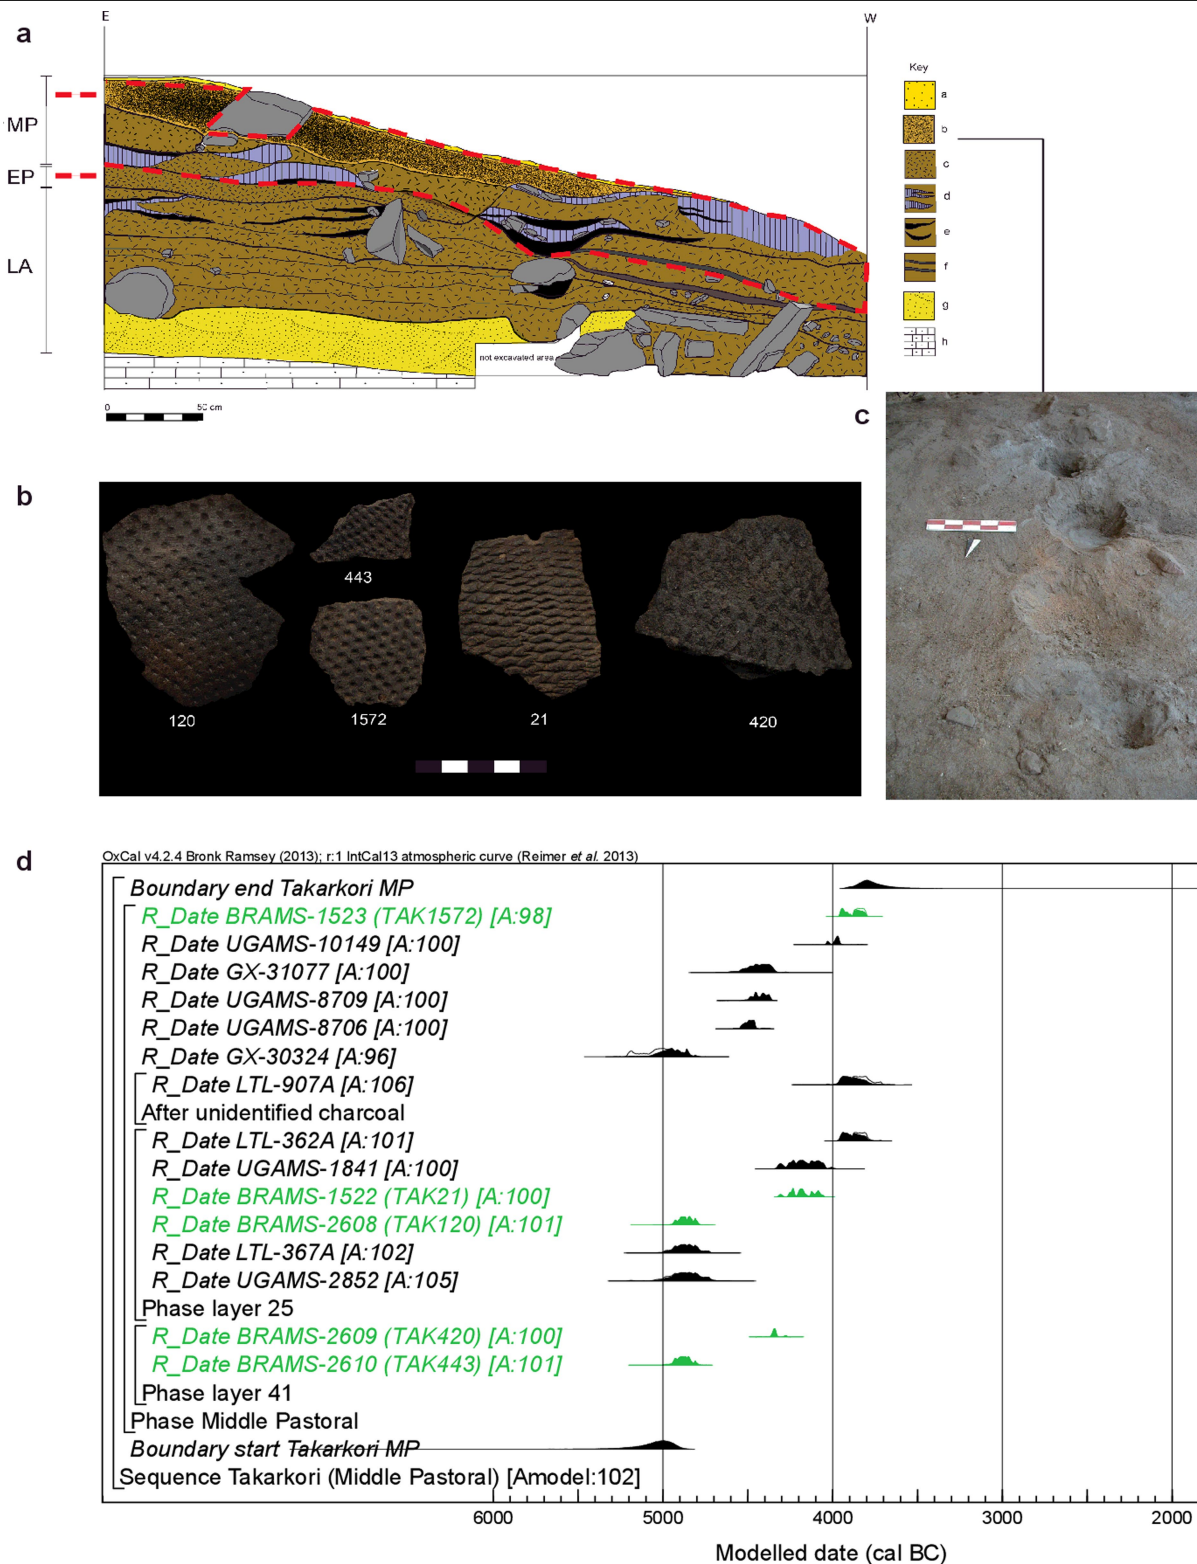 a
E
W
MP
EP
LA
not excavated area
0
50 cm
Key
a
b
c
d
e
f
g
h
c
b
120
443
1572
21
420
d
OxCal v4.2.4 Bronk Ramsey (2013); r:1 IntCal13 atmospheric curve (Reimer et al. 2013)
Boundary end Takarkori MP
R_Date BRAMS-1523 (TAK1572) [A:98]
R_Date UGAMS-10149 [A:100]
R_Date GX-31077 [A:100]
R_Date UGAMS-8709 [A:100]
R_Date UGAMS-8706 [A:100]
R_Date GX-30324 [A:96]
R_Date LTL-907A [A:106]
After unidentified charcoal
R_Date LTL-362A [A:101]
R_Date UGAMS-1841 [A:100]
R_Date BRAMS-1522 (TAK21) [A:100]
R_Date BRAMS-2608 (TAK120) [A:101]
R_Date LTL-367A [A:102]
R_Date UGAMS-2852 [A:105]
Phase layer 25
R_Date BRAMS-2609 (TAK420) [A:100]
R_Date BRAMS-2610 (TAK443) [A:101]
Phase layer 41
Phase Middle Pastoral
Boundary start Takarkori MP
Sequence Takarkori (Middle Pastoral) [Amodel:102]
6000 5000 4000 3000 2000
Modelled date (cal BC)